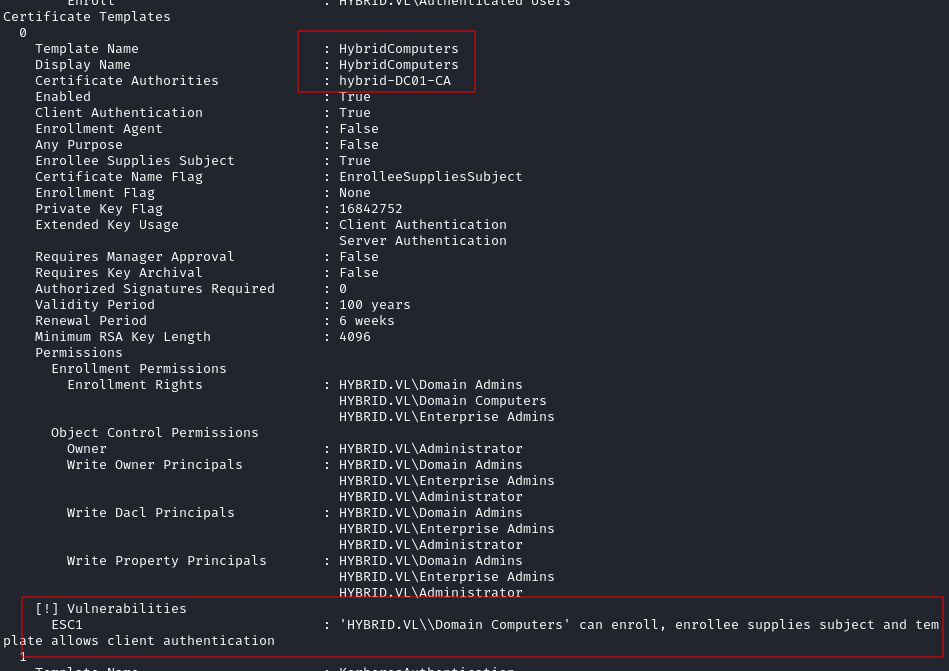 Enroll                          : HYBRID.VL\Authenticated Users
Certificate Templates
  0
    Template Name                       : HybridComputers
    Display Name                        : HybridComputers
    Certificate Authorities             : hybrid-DC01-CA
    Enabled                             : True
    Client Authentication               : True
    Enrollment Agent                    : False
    Any Purpose                         : False
    Enrollee Supplies Subject           : True
    Certificate Name Flag               : EnrolleeSuppliesSubject
    Enrollment Flag                     : None
    Private Key Flag                    : 16842752
    Extended Key Usage                  : Client Authentication
                                          Server Authentication
    Requires Manager Approval           : False
    Requires Key Archival               : False
    Authorized Signatures Required      : 0
    Validity Period                     : 100 years
    Renewal Period                      : 6 weeks
    Minimum RSA Key Length              : 4096
    Permissions
      Enrollment Permissions
        Enrollment Rights               : HYBRID.VL\Domain Admins
                                          HYBRID.VL\Domain Computers
                                          HYBRID.VL\Enterprise Admins
      Object Control Permissions
        Owner                           : HYBRID.VL\Administrator
        Write Owner Principals          : HYBRID.VL\Domain Admins
                                          HYBRID.VL\Enterprise Admins
                                          HYBRID.VL\Administrator
        Write Dacl Principals           : HYBRID.VL\Domain Admins
                                          HYBRID.VL\Enterprise Admins
                                          HYBRID.VL\Administrator
        Write Property Principals       : HYBRID.VL\Domain Admins
                                          HYBRID.VL\Enterprise Admins
                                          HYBRID.VL\Administrator
    [!] Vulnerabilities
      ESC1                              : 'HYBRID.VL\\Domain Computers' can enroll, enrollee supplies subject and tem
plate allows client authentication
  1
    Template Name                       : KerberosAuthentication